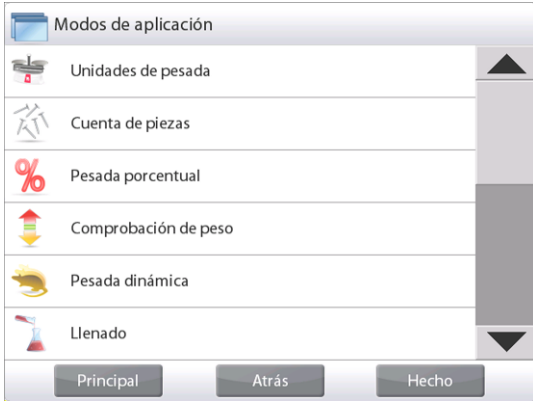 Modos de aplicación
Unidades de pesada
Cuenta de piezas
% Pesada porcentual
Comprobación de peso
Pesada dinámica
Llenado
Principal Atrás Hecho